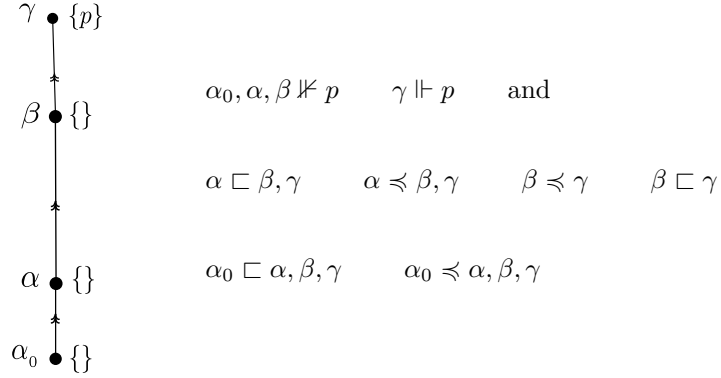 γ {p}
α₀, α, β ⊮ p γ ⊩ p and
β {}
α ⊏ β, γ α ≼ β, γ β ≼ γ β ⊏ γ
α₀ ⊏ α, β, γ α₀ ≼ α, β, γ
α {}
α₀ {}